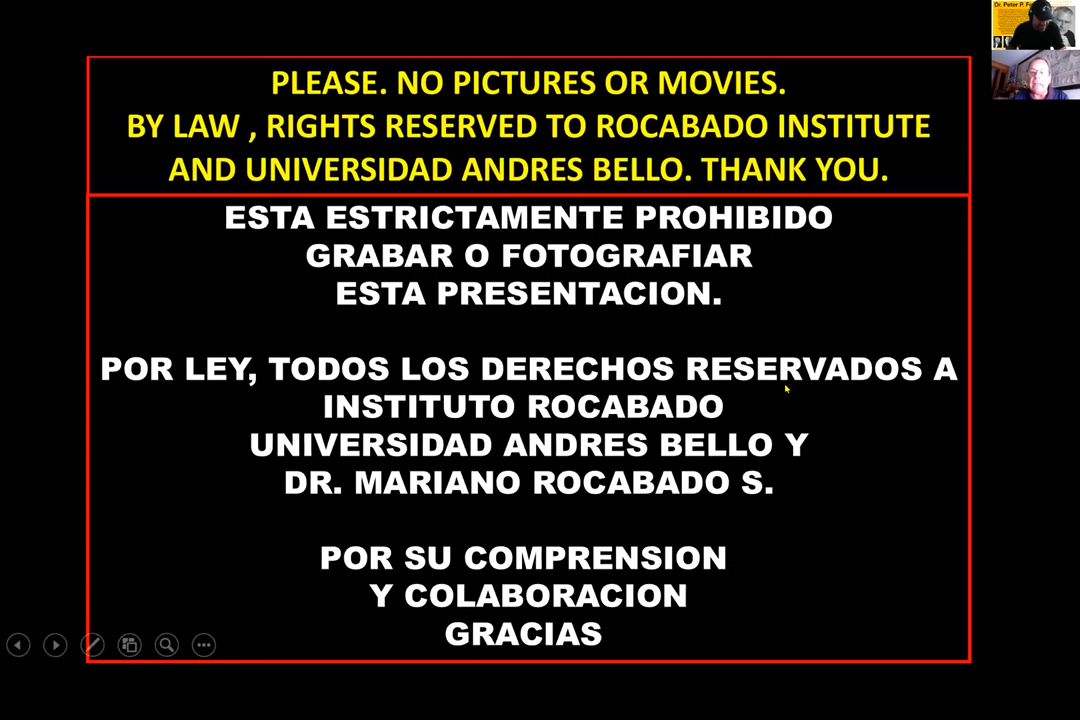 Dr. Peter P.
PLEASE. NO PICTURES OR MOVIES.
BY LAW , RIGHTS RESERVED TO ROCABADO INSTITUTE
AND UNIVERSIDAD ANDRES BELLO. THANK YOU.
ESTA ESTRICTAMENTE PROHIBIDO
GRABAR O FOTOGRAFIAR
ESTA PRESENTACION.
POR LEY, TODOS LOS DERECHOS RESERVADOS A
INSTITUTO ROCABADO
UNIVERSIDAD ANDRES BELLO Y
DR. MARIANO ROCABADO S.
POR SU COMPRENSION
Y COLABORACION
GRACIAS